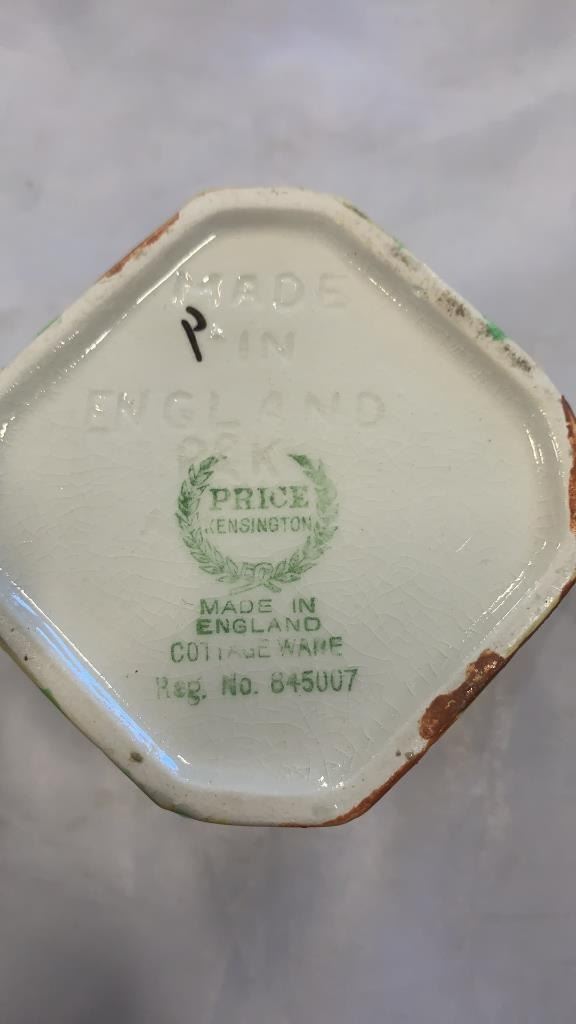 MADE
IN
ENGLAND
P&K
p
PRICE
KENSINGTON
MADE IN
ENGLAND
COTTAGE WARE
Reg. No. 845007